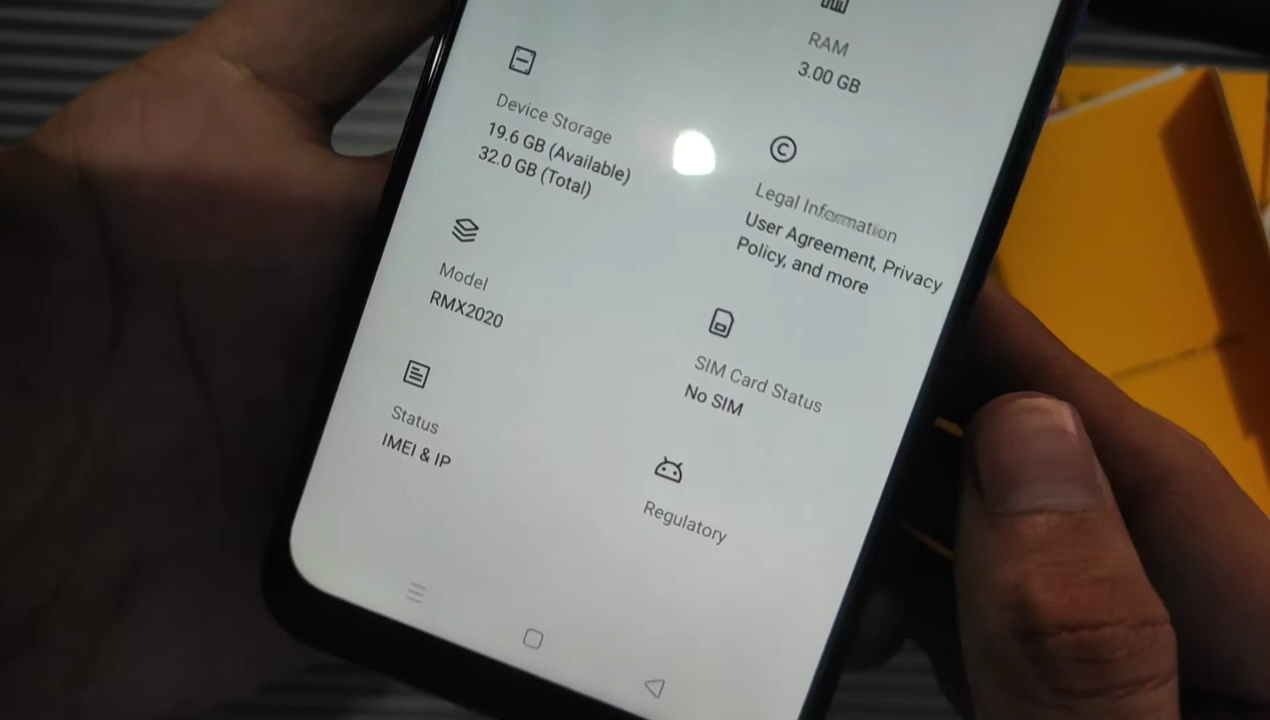 RAM
3.00 GB
Device Storage
19.6 GB (Available)
32.0 GB (Total)
Legal Information
User Agreement, Privacy
Policy, and more
Model
RMX2020
SIM Card Status
No SIM
Status
IMEI & IP
Regulatory